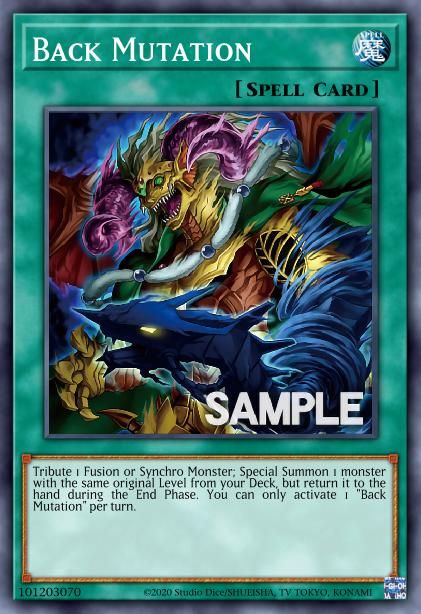 Back Mutation
SPELL
魔
[Spell Card]
SAMPLE
Tribute 1 Fusion or Synchro Monster; Special Summon 1 monster
with the same original Level from your Deck, but return it to the
hand during the End Phase. You can only activate 1 "Back
Mutation" per turn.
101203070
©2020 Studio Dice/SHUEISHA, TV TOKYO, KONAMI